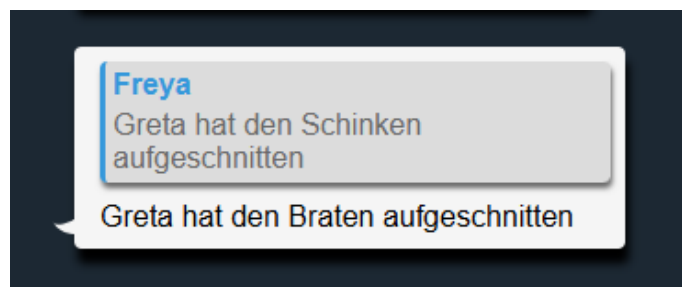 Freya
Greta hat den Schinken
aufgeschnitten
Greta hat den Braten aufgeschnitten